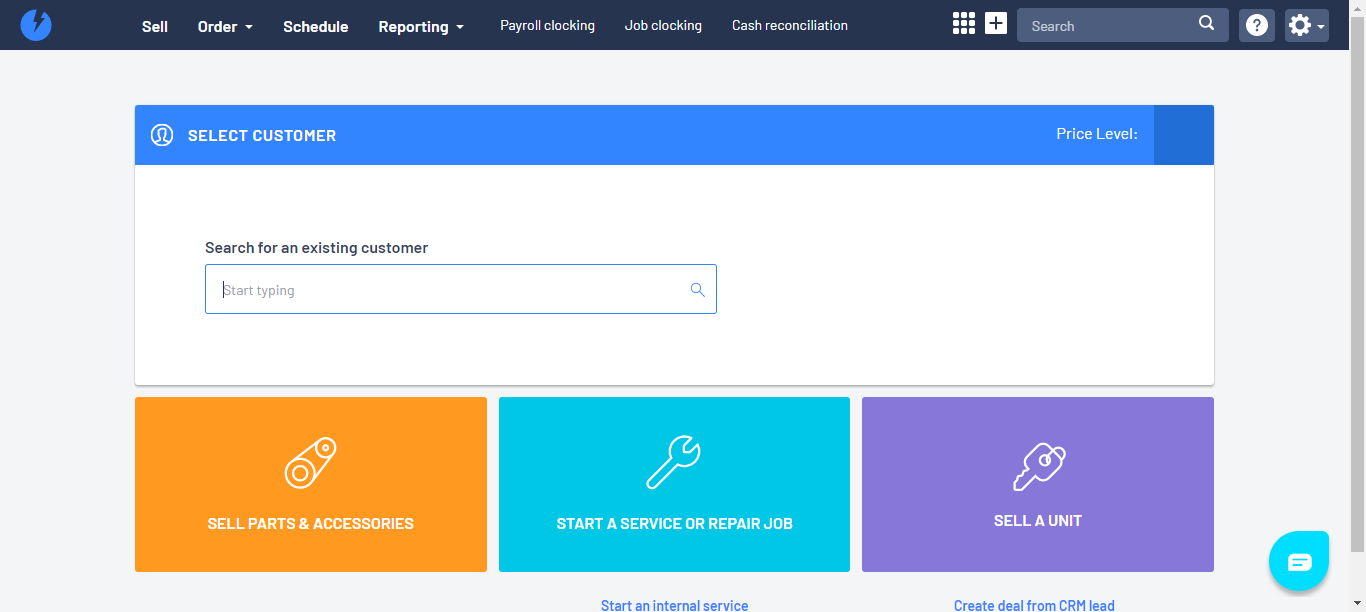 Sell Order Schedule Reporting Payroll clocking Job clocking Cash reconciliation Search
SELECT CUSTOMER Price Level:
Search for an existing customer
Start typing
SELL PARTS & ACCESSORIES START A SERVICE OR REPAIR JOB SELL A UNIT
Start an internal service Create deal from CRM lead